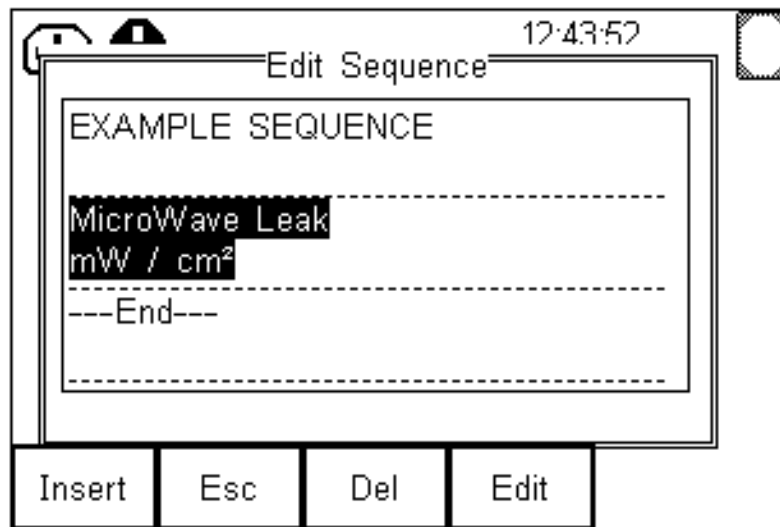 12:43:52
Edit Sequence
EXAMPLE SEQUENCE
MicroWave Leak
mW / cm²
---End---
Insert
Esc
Del
Edit